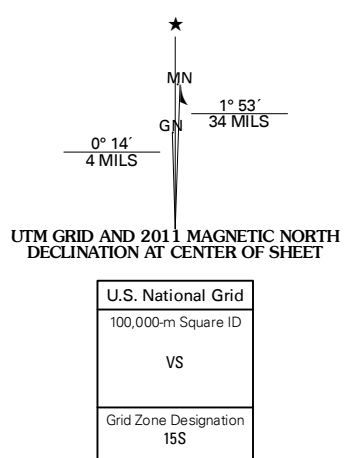 ★
MN
GN
1° 53´
34 MILS
0° 14´
4 MILS
UTM GRID AND 2011 MAGNETIC NORTH
DECLINATION AT CENTER OF SHEET
U.S. National Grid
100,000-m Square ID
VS
Grid Zone Designation
15S